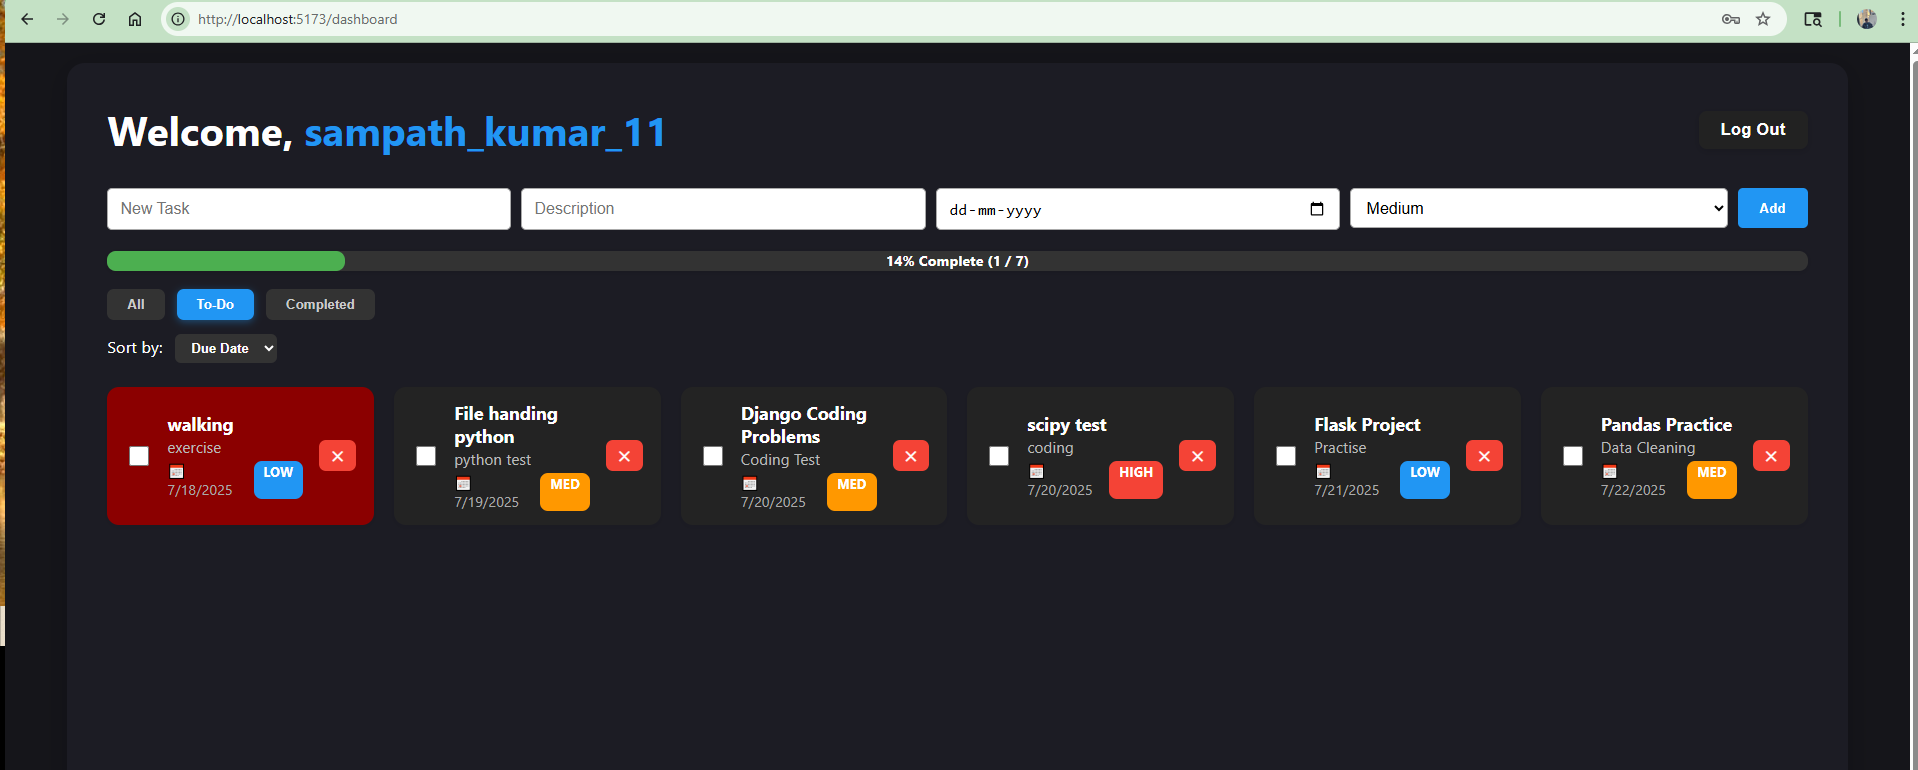 http://localhost:5173/dashboard
Welcome, sampath_kumar_11
Log Out
New Task
Description
dd-mm-yyyy
Medium
Add
14% Complete (1 / 7)
All
To-Do
Completed
Sort by:
Due Date
walking
exercise
7/18/2025
LOW
File handing
python
python test
7/19/2025
MED
Django Coding
Problems
Coding Test
7/20/2025
MED
scipy test
coding
7/20/2025
HIGH
Flask Project
Practise
7/21/2025
LOW
Pandas Practice
Data Cleaning
7/22/2025
MED